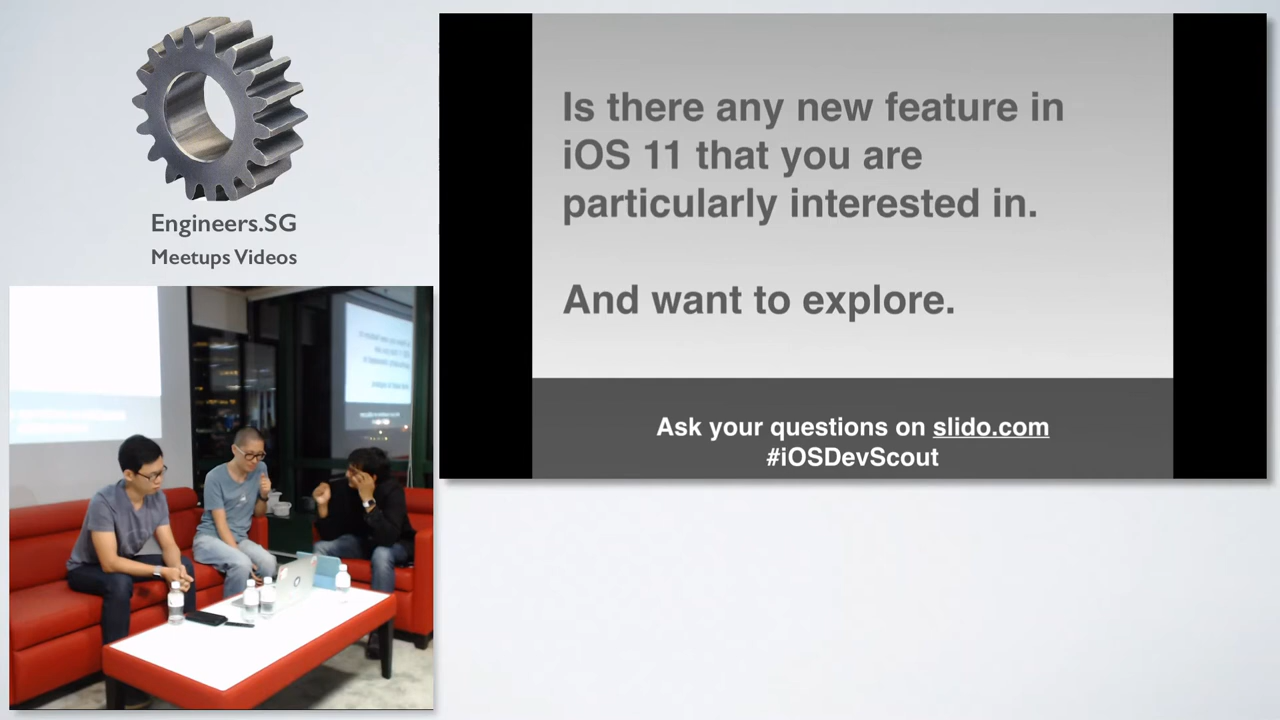 Engineers.SG
Meetups Videos
Is there any new feature in
iOS 11 that you are
particularly interested in.
And want to explore.
Ask your questions on slido.com
#iOSDevScout